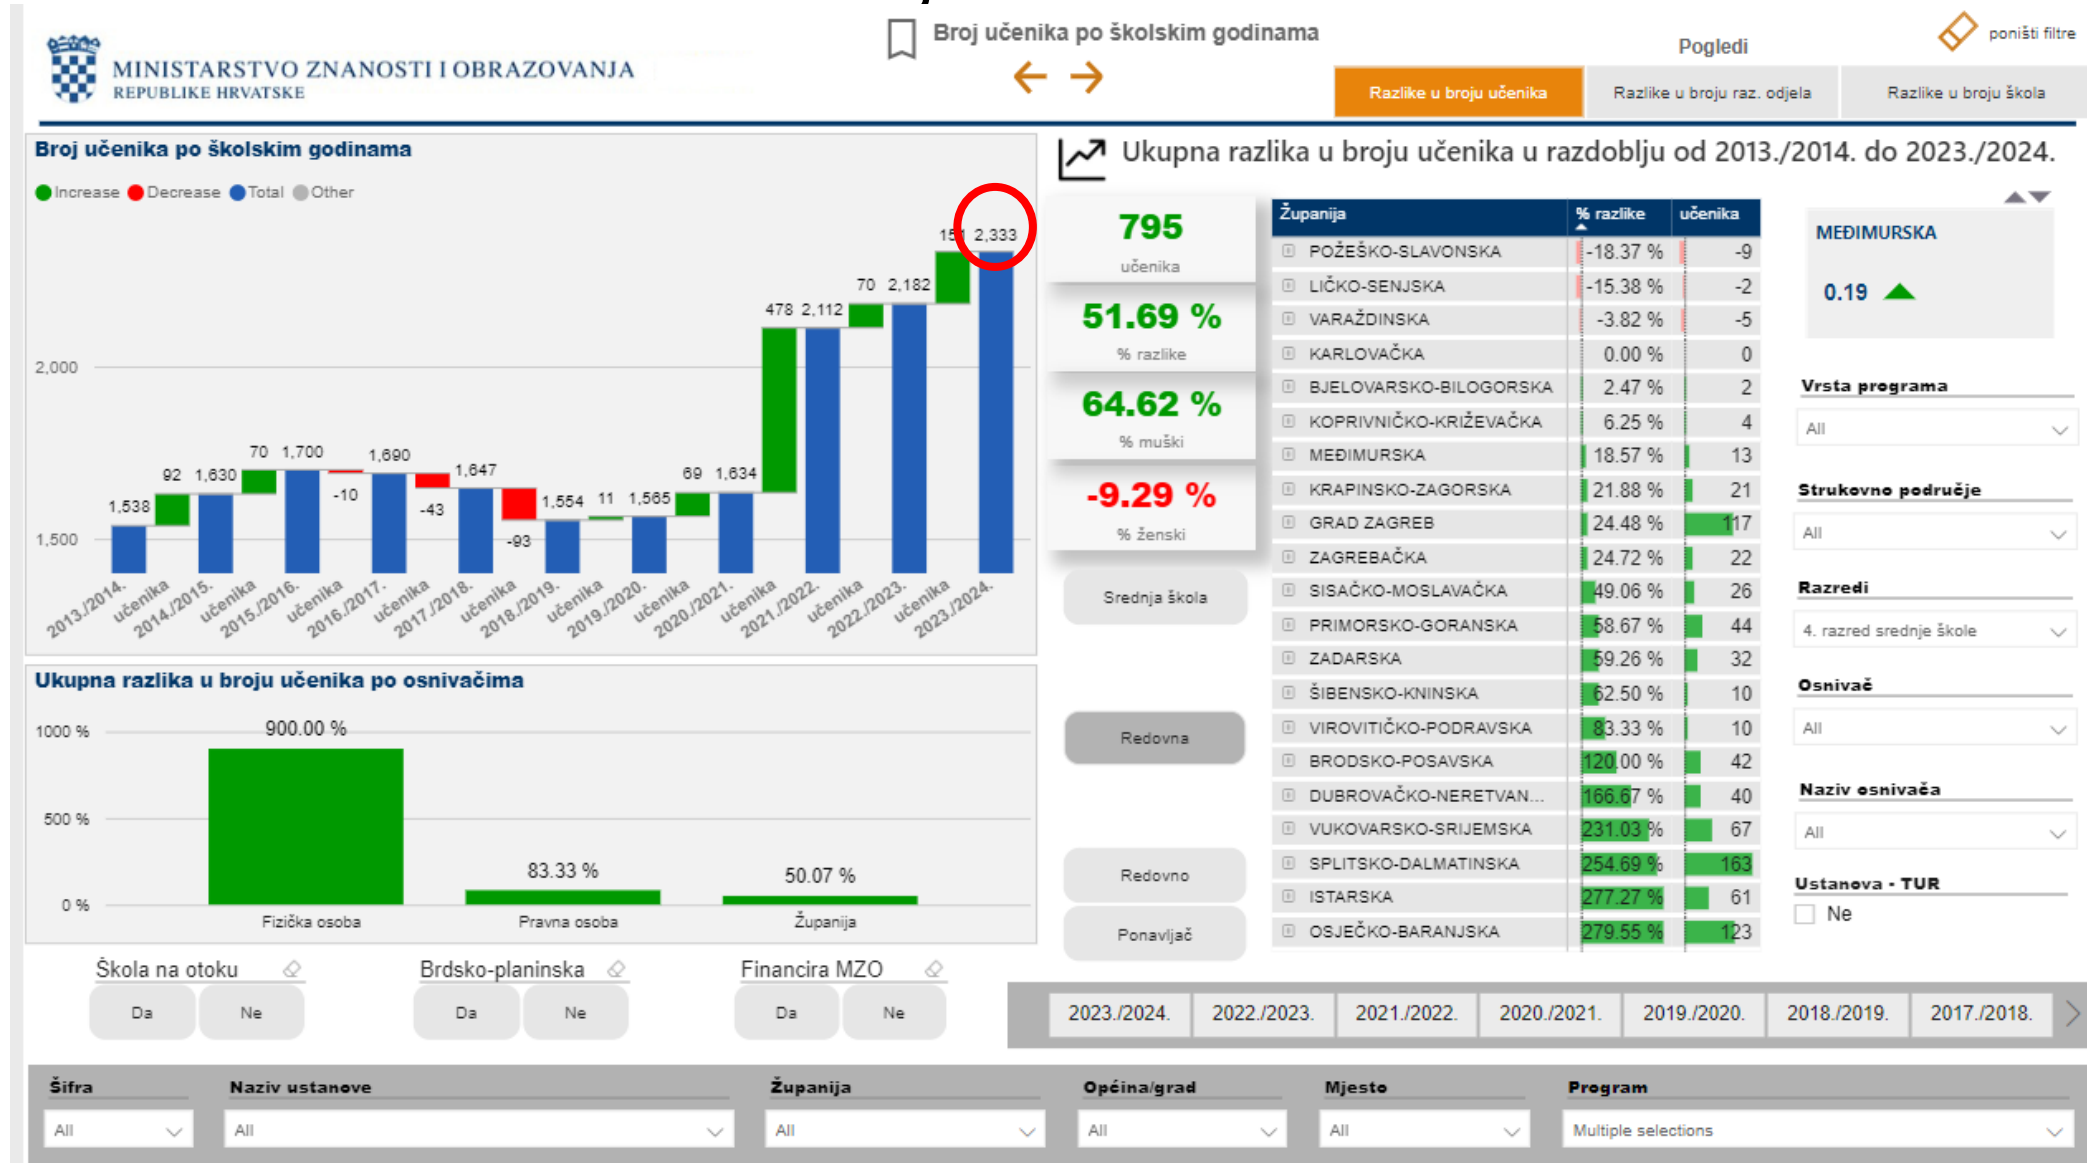 Broj učenika po školskim godinama
poništi filtre
Pogledi
MINISTARSTVO ZNANOSTI I OBRAZOVANJA
REPUBLIKE HRVATSKE
Razlike u broju učenika
Razlike u broju raz. odjela
Razlike u broju škola
Broj učenika po školskim godinama
Increase Decrease Total Other
2,000
1,500
1,538
92
1,630
70
1,700
-10
1,690
-43
1,647
-93
1,554
11
1,565
69
1,634
478
2,112
70
2,182
151
2,333
2013./2014.
učenika
2014./2015.
učenika
2015./2016.
učenika
2016./2017.
učenika
2017./2018.
učenika
2018./2019.
učenika
2019./2020.
učenika
2020./2021.
učenika
2021./2022.
učenika
2022./2023.
učenika
2023./2024.
Ukupna razlika u broju učenika po osnivačima
1000 %
500 %
0 %
900.00 %
83.33 %
50.07 %
Fizička osoba
Pravna osoba
Županija
Škola na otoku
Da
Ne
Brdsko-planinska
Da
Ne
Financira MZO
Da
Ne
Ukupna razlika u broju učenika u razdoblju od 2013./2014. do 2023./2024.
795
učenika
51.69 %
% razlike
64.62 %
% muški
-9.29 %
% ženski
Srednja škola
Redovna
Redovno
Ponavljač
Županija % razlike učenika
POŽEŠKO-SLAVONSKA -18.37 % -9
LIČKO-SENJSKA -15.38 % -2
VARAŽDINSKA -3.82 % -5
KARLOVAČKA 0.00 % 0
BJELOVARSKO-BILOGORSKA 2.47 % 2
KOPRIVNIČKO-KRIŽEVAČKA 6.25 % 4
MEĐIMURSKA 18.57 % 13
KRAPINSKO-ZAGORSKA 21.88 % 21
GRAD ZAGREB 24.48 % 117
ZAGREBAČKA 24.72 % 22
SISAČKO-MOSLAVAČKA 49.06 % 26
PRIMORSKO-GORANSKA 58.67 % 44
ZADARSKA 59.26 % 32
ŠIBENSKO-KNINSKA 62.50 % 10
VIROVITIČKO-PODRAVSKA 83.33 % 10
BRODSKO-POSAVSKA 120.00 % 42
DUBROVAČKO-NERETVAN... 166.67 % 40
VUKOVARSKO-SRIJEMSKA 231.03 % 67
SPLITSKO-DALMATINSKA 254.69 % 163
ISTARSKA 277.27 % 61
OSJEČKO-BARANJSKA 279.55 % 123
MEĐIMURSKA
0.19
Vrsta programa
All
Strukovno područje
All
Razredi
4. razred srednje škole
Osnivač
All
Naziv osnivača
All
Ustanova - TUR
Ne
2023./2024. 2022./2023. 2021./2022. 2020./2021. 2019./2020. 2018./2019. 2017./2018.
Šifra
All
Naziv ustanove
All
Županija
All
Općina/grad
All
Mjesto
All
Program
Multiple selections